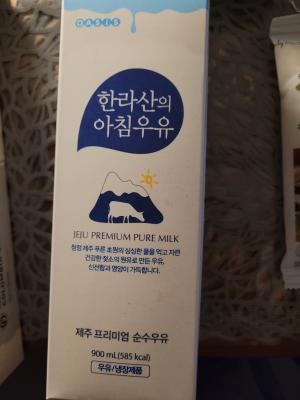 OASIS
한라산의
아침우유
JEJU PREMIUM PURE MILK
청정 제주 푸른 초원의 싱싱한 풀을 먹고 자란
건강한 젖소의 원유로 만든 우유,
신선함과 영양이 가득합니다.
제주 프리미엄 순수우유
900 mL(585 kcal)
우유/냉장제품